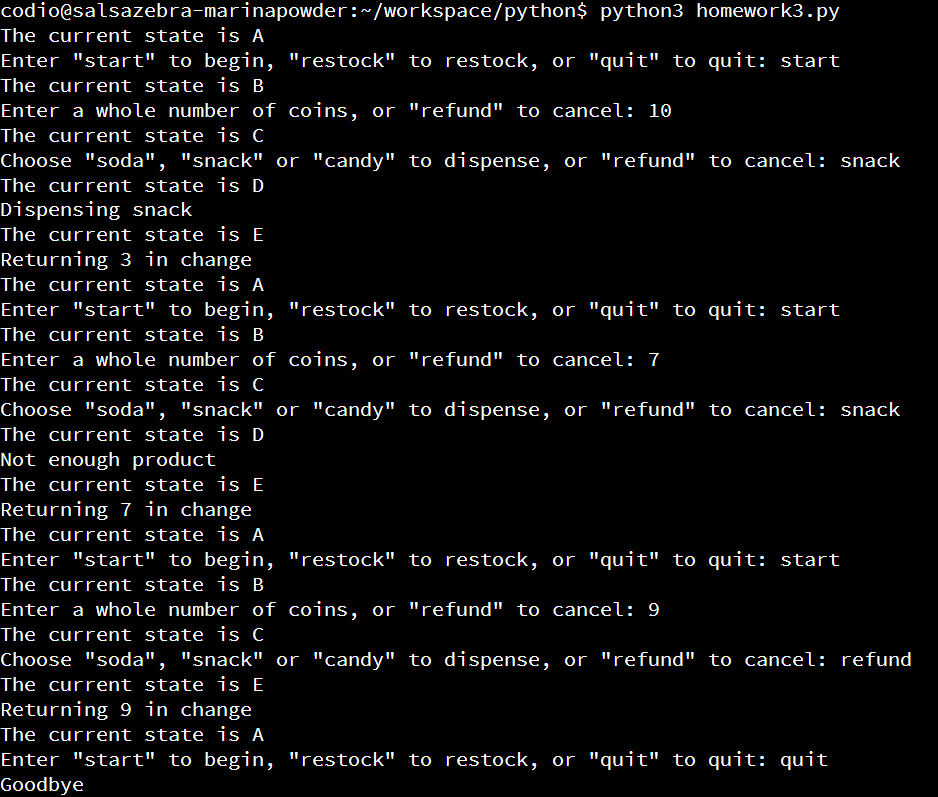 codio@salsazebra-marinapowder:~/workspace/python$ python3 homework3.py
The current state is A
Enter "start" to begin, "restock" to restock, or "quit" to quit: start
The current state is B
Enter a whole number of coins, or "refund" to cancel: 10
The current state is C
Choose "soda", "snack" or "candy" to dispense, or "refund" to cancel: snack
The current state is D
Dispensing snack
The current state is E
Returning 3 in change
The current state is A
Enter "start" to begin, "restock" to restock, or "quit" to quit: start
The current state is B
Enter a whole number of coins, or "refund" to cancel: 7
The current state is C
Choose "soda", "snack" or "candy" to dispense, or "refund" to cancel: snack
The current state is D
Not enough product
The current state is E
Returning 7 in change
The current state is A
Enter "start" to begin, "restock" to restock, or "quit" to quit: start
The current state is B
Enter a whole number of coins, or "refund" to cancel: 9
The current state is C
Choose "soda", "snack" or "candy" to dispense, or "refund" to cancel: refund
The current state is E
Returning 9 in change
The current state is A
Enter "start" to begin, "restock" to restock, or "quit" to quit: quit
Goodbye